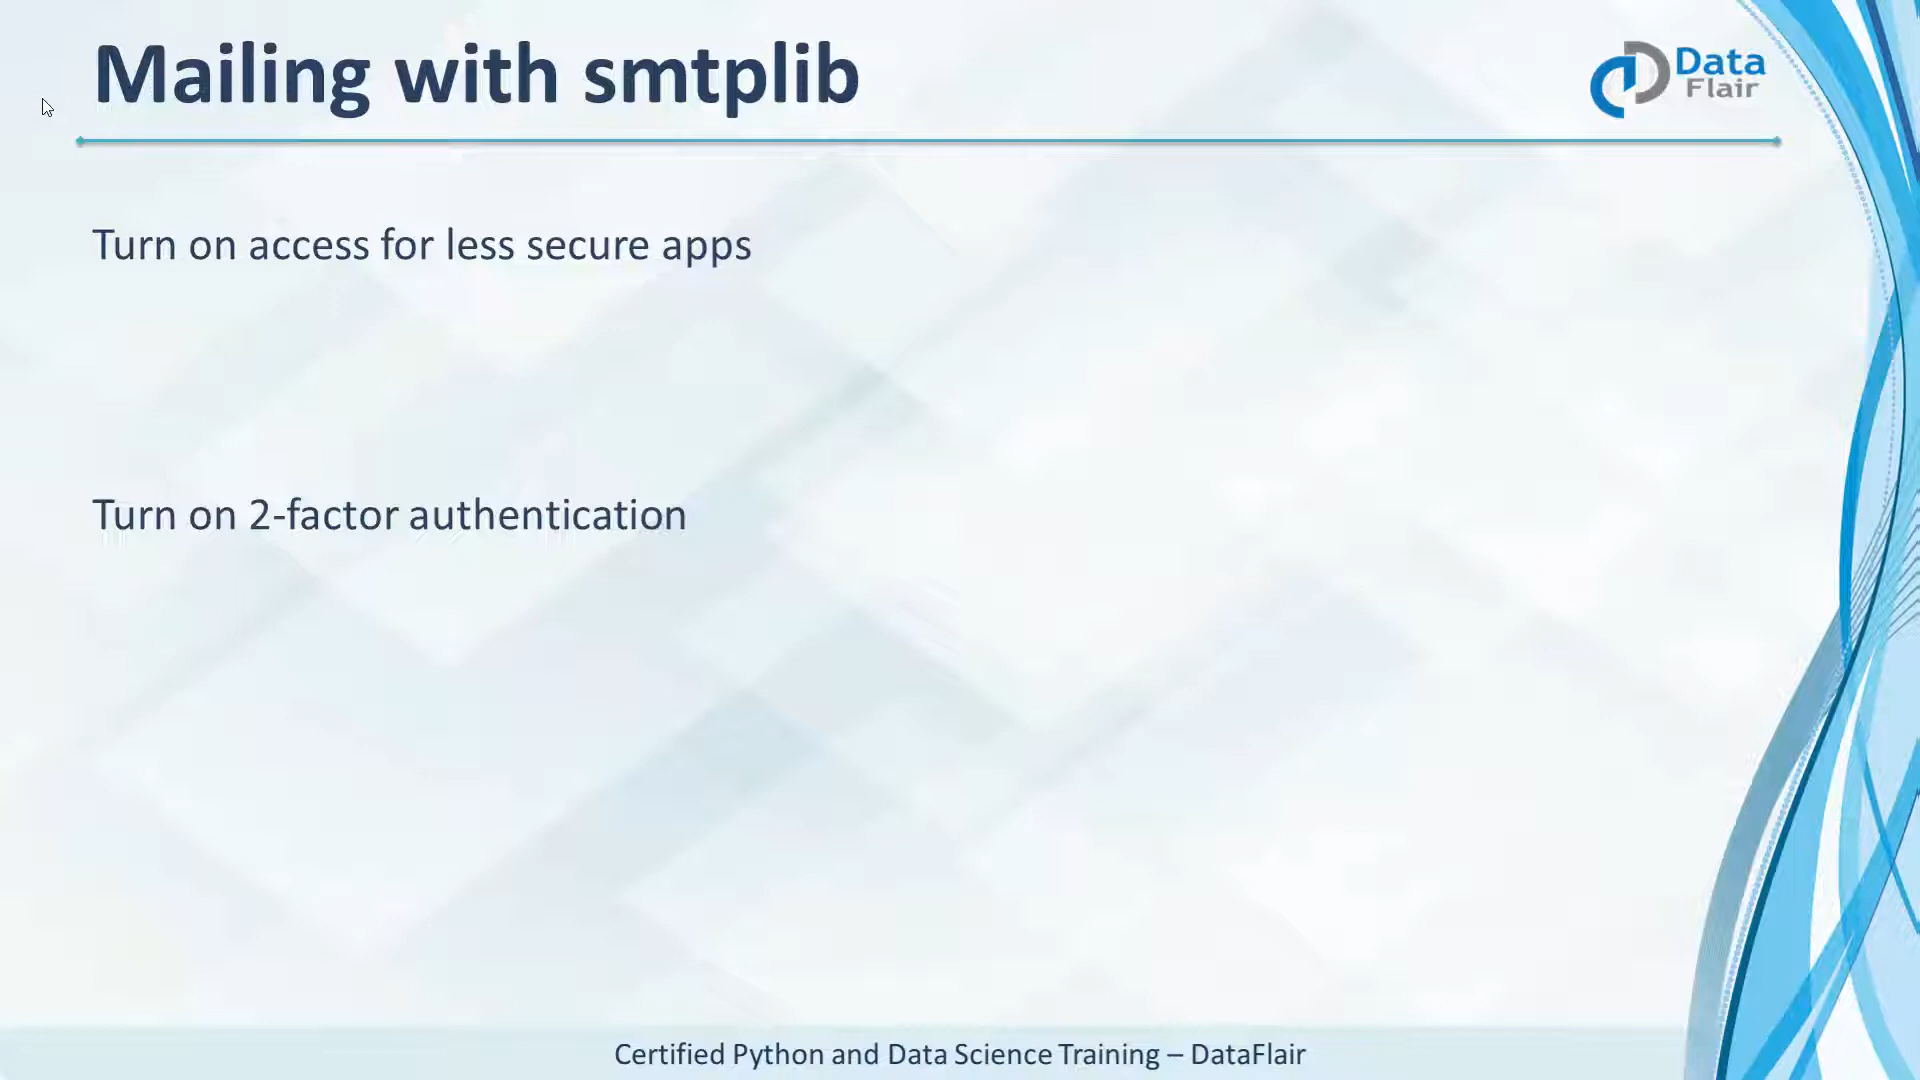 Mailing with smtplib
Data
Flair
Turn on access for less secure apps
Turn on 2-factor authentication
Certified Python and Data Science Training – DataFlair